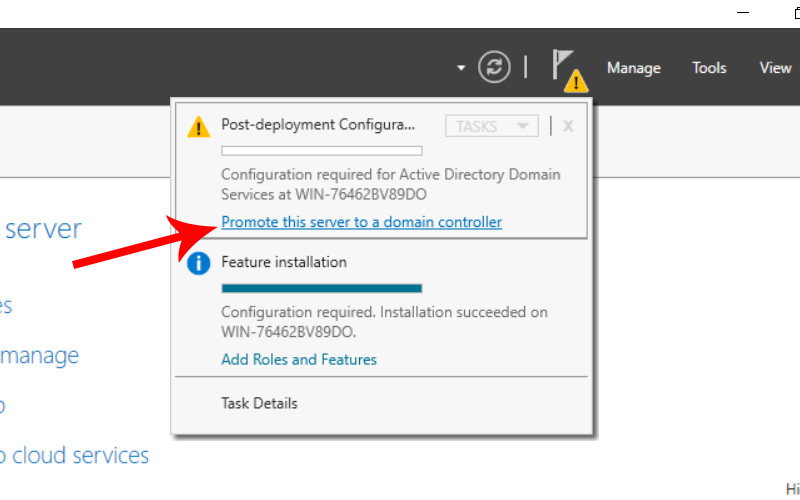 Manage Tools View
Post-deployment Configura... TASKS X
Configuration required for Active Directory Domain
Services at WIN-76462BV89DO
server
Promote this server to a domain controller
Feature installation
es
Configuration required. Installation succeeded on
WIN-76462BV89DO.
manage
Add Roles and Features
Task Details
cloud services
Hi